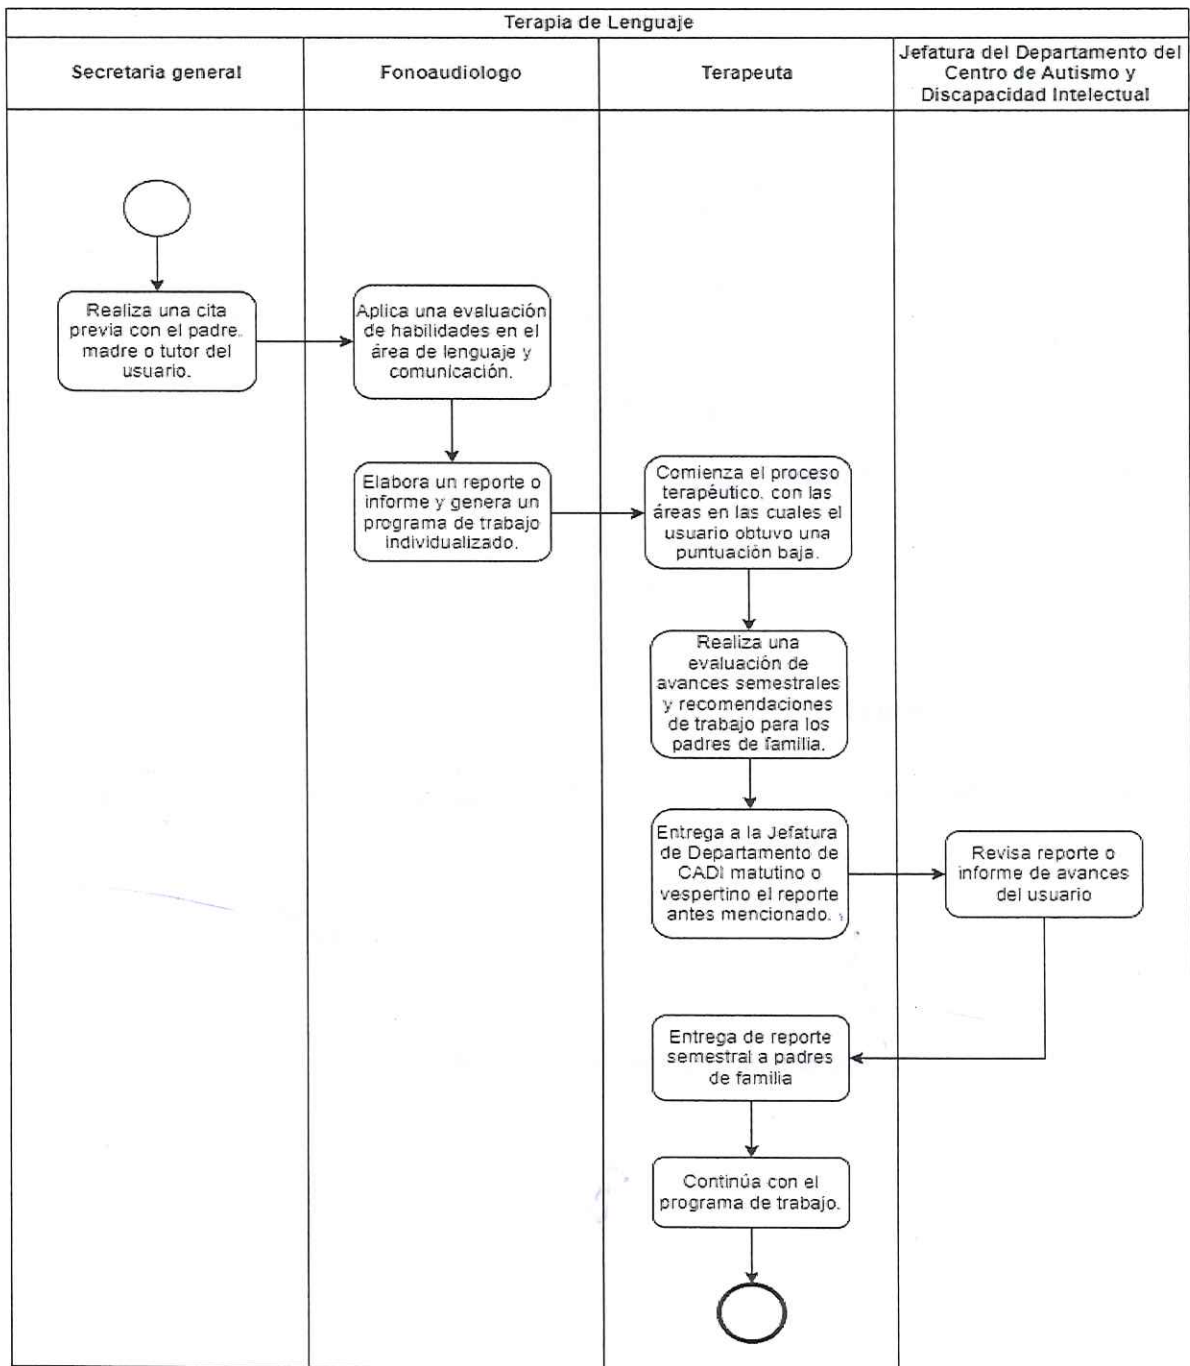 Terapia de Lenguaje
Secretaria general
Fonoaudiologo
Terapeuta
Jefatura del Departamento del
Centro de Autismo y
Discapacidad Intelectual
Realiza una cita
previa con el padre,
madre o tutor del
usuario.
Aplica una evaluación
de habilidades en el
área de lenguaje y
comunicación.
Elabora un reporte o
informe y genera un
programa de trabajo
individualizado.
Comienza el proceso
terapéutico, con las
áreas en las cuales el
usuario obtuvo una
puntuación baja.
Realiza una
evaluación de
avances semestrales
y recomendaciones
de trabajo para los
padres de familia.
Entrega a la Jefatura
de Departamento de
CADI matutino o
vespertino el reporte
antes mencionado.
Revisa reporte o
informe de avances
del usuario
Entrega de reporte
semestral a padres
de familia
Continúa con el
programa de trabajo.